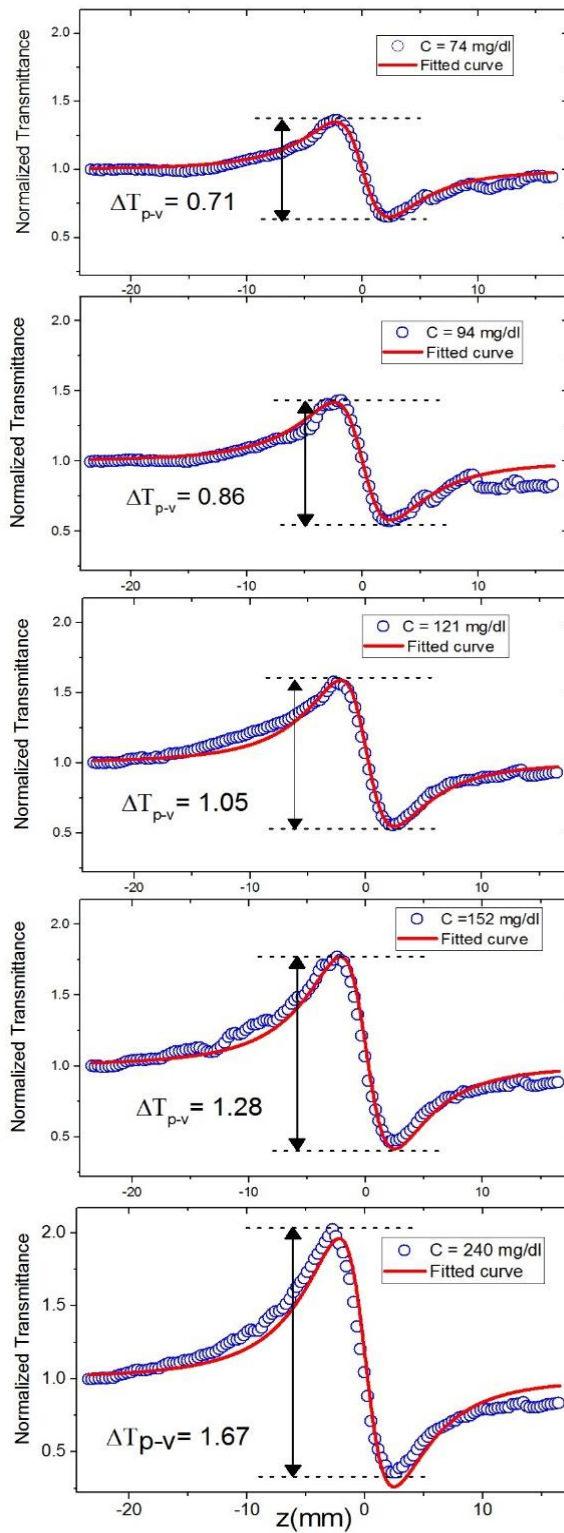 Normalized Transmittance
2.0
1.5
1.0
0.5
C = 74 mg/dl
Fitted curve
ΔTp-v = 0.71
-20 -10 0 10
Normalized Transmittance
2.0
1.5
1.0
0.5
C = 94 mg/dl
Fitted curve
ΔTp-v = 0.86
-20 -10 0 10
Normalized Transmittance
2.0
1.5
1.0
0.5
C = 121 mg/dl
Fitted curve
ΔTp-v = 1.05
-20 -10 0 10
Normalized Transmittance
2.0
1.5
1.0
0.5
C =152 mg/dl
Fitted curve
ΔTp-v = 1.28
-20 -10 0 10
Normalized Transmittance
2.0
1.5
1.0
0.5
C = 240 mg/dl
Fitted curve
ΔTp-v = 1.67
-20 -10 0 10
z(mm)